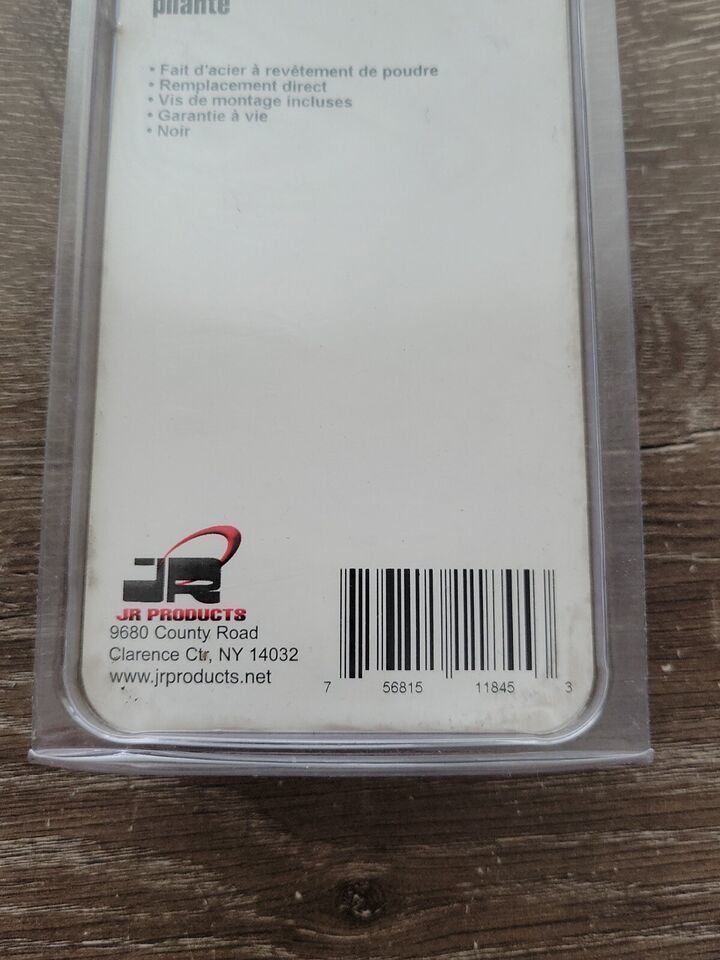 pliante
• Fait d'acier à revêtement de poudre
• Remplacement direct
• Vis de montage incluses
• Garantie à vie
• Noir
JR
JR PRODUCTS
9680 County Road
Clarence Ctr, NY 14032
www.jrproducts.net
7 56815 11845 3